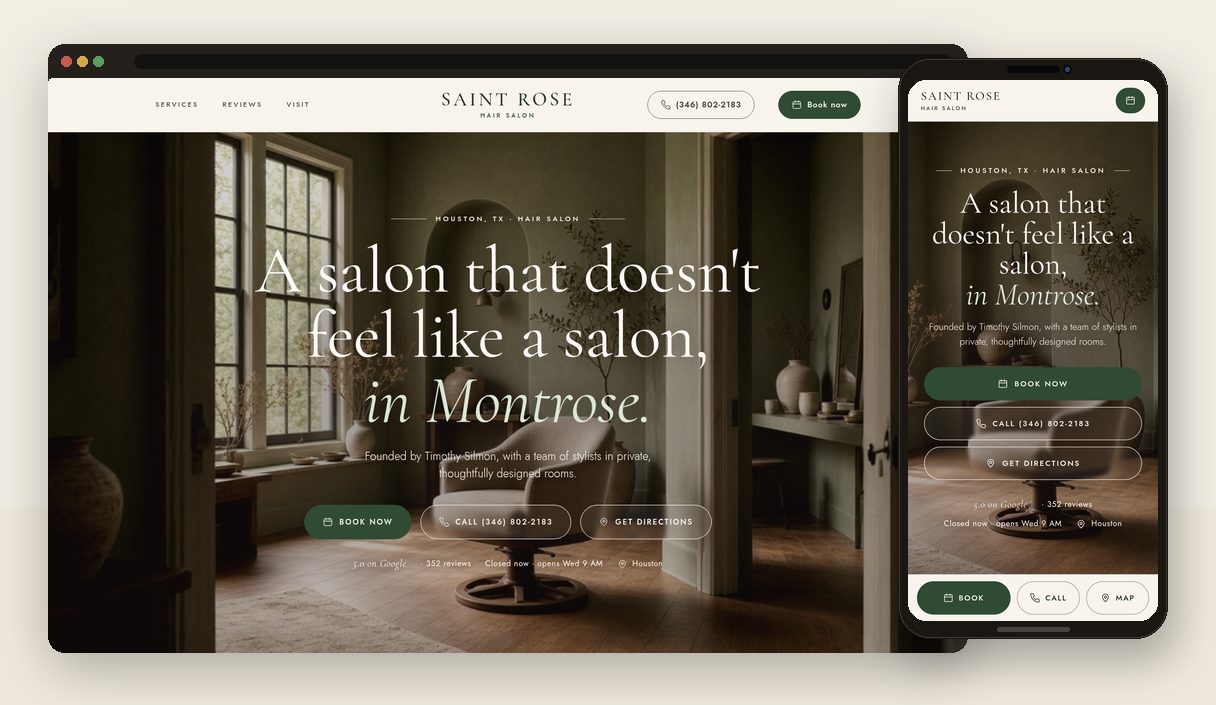 SERVICES REVIEWS VISIT
SAINT ROSE
HAIR SALON
(346) 802-2183
Book now
HOUSTON, TX · HAIR SALON
A salon that doesn't
feel like a salon,
in Montrose.
Founded by Timothy Silmon, with a team of stylists in private,
thoughtfully designed rooms.
BOOK NOW
CALL (346) 802-2183
GET DIRECTIONS
5.0 on Google · 352 reviews Closed now · opens Wed 9 AM Houston
SAINT ROSE
HAIR SALON
HOUSTON, TX · HAIR SALON
A salon that
doesn't feel like a
salon,
in Montrose.
Founded by Timothy Silmon, with a team of stylists in
private, thoughtfully designed rooms.
BOOK NOW
CALL (346) 802-2183
GET DIRECTIONS
5.0 on Google · 352 reviews
Closed now · opens Wed 9 AM Houston
BOOK CALL MAP